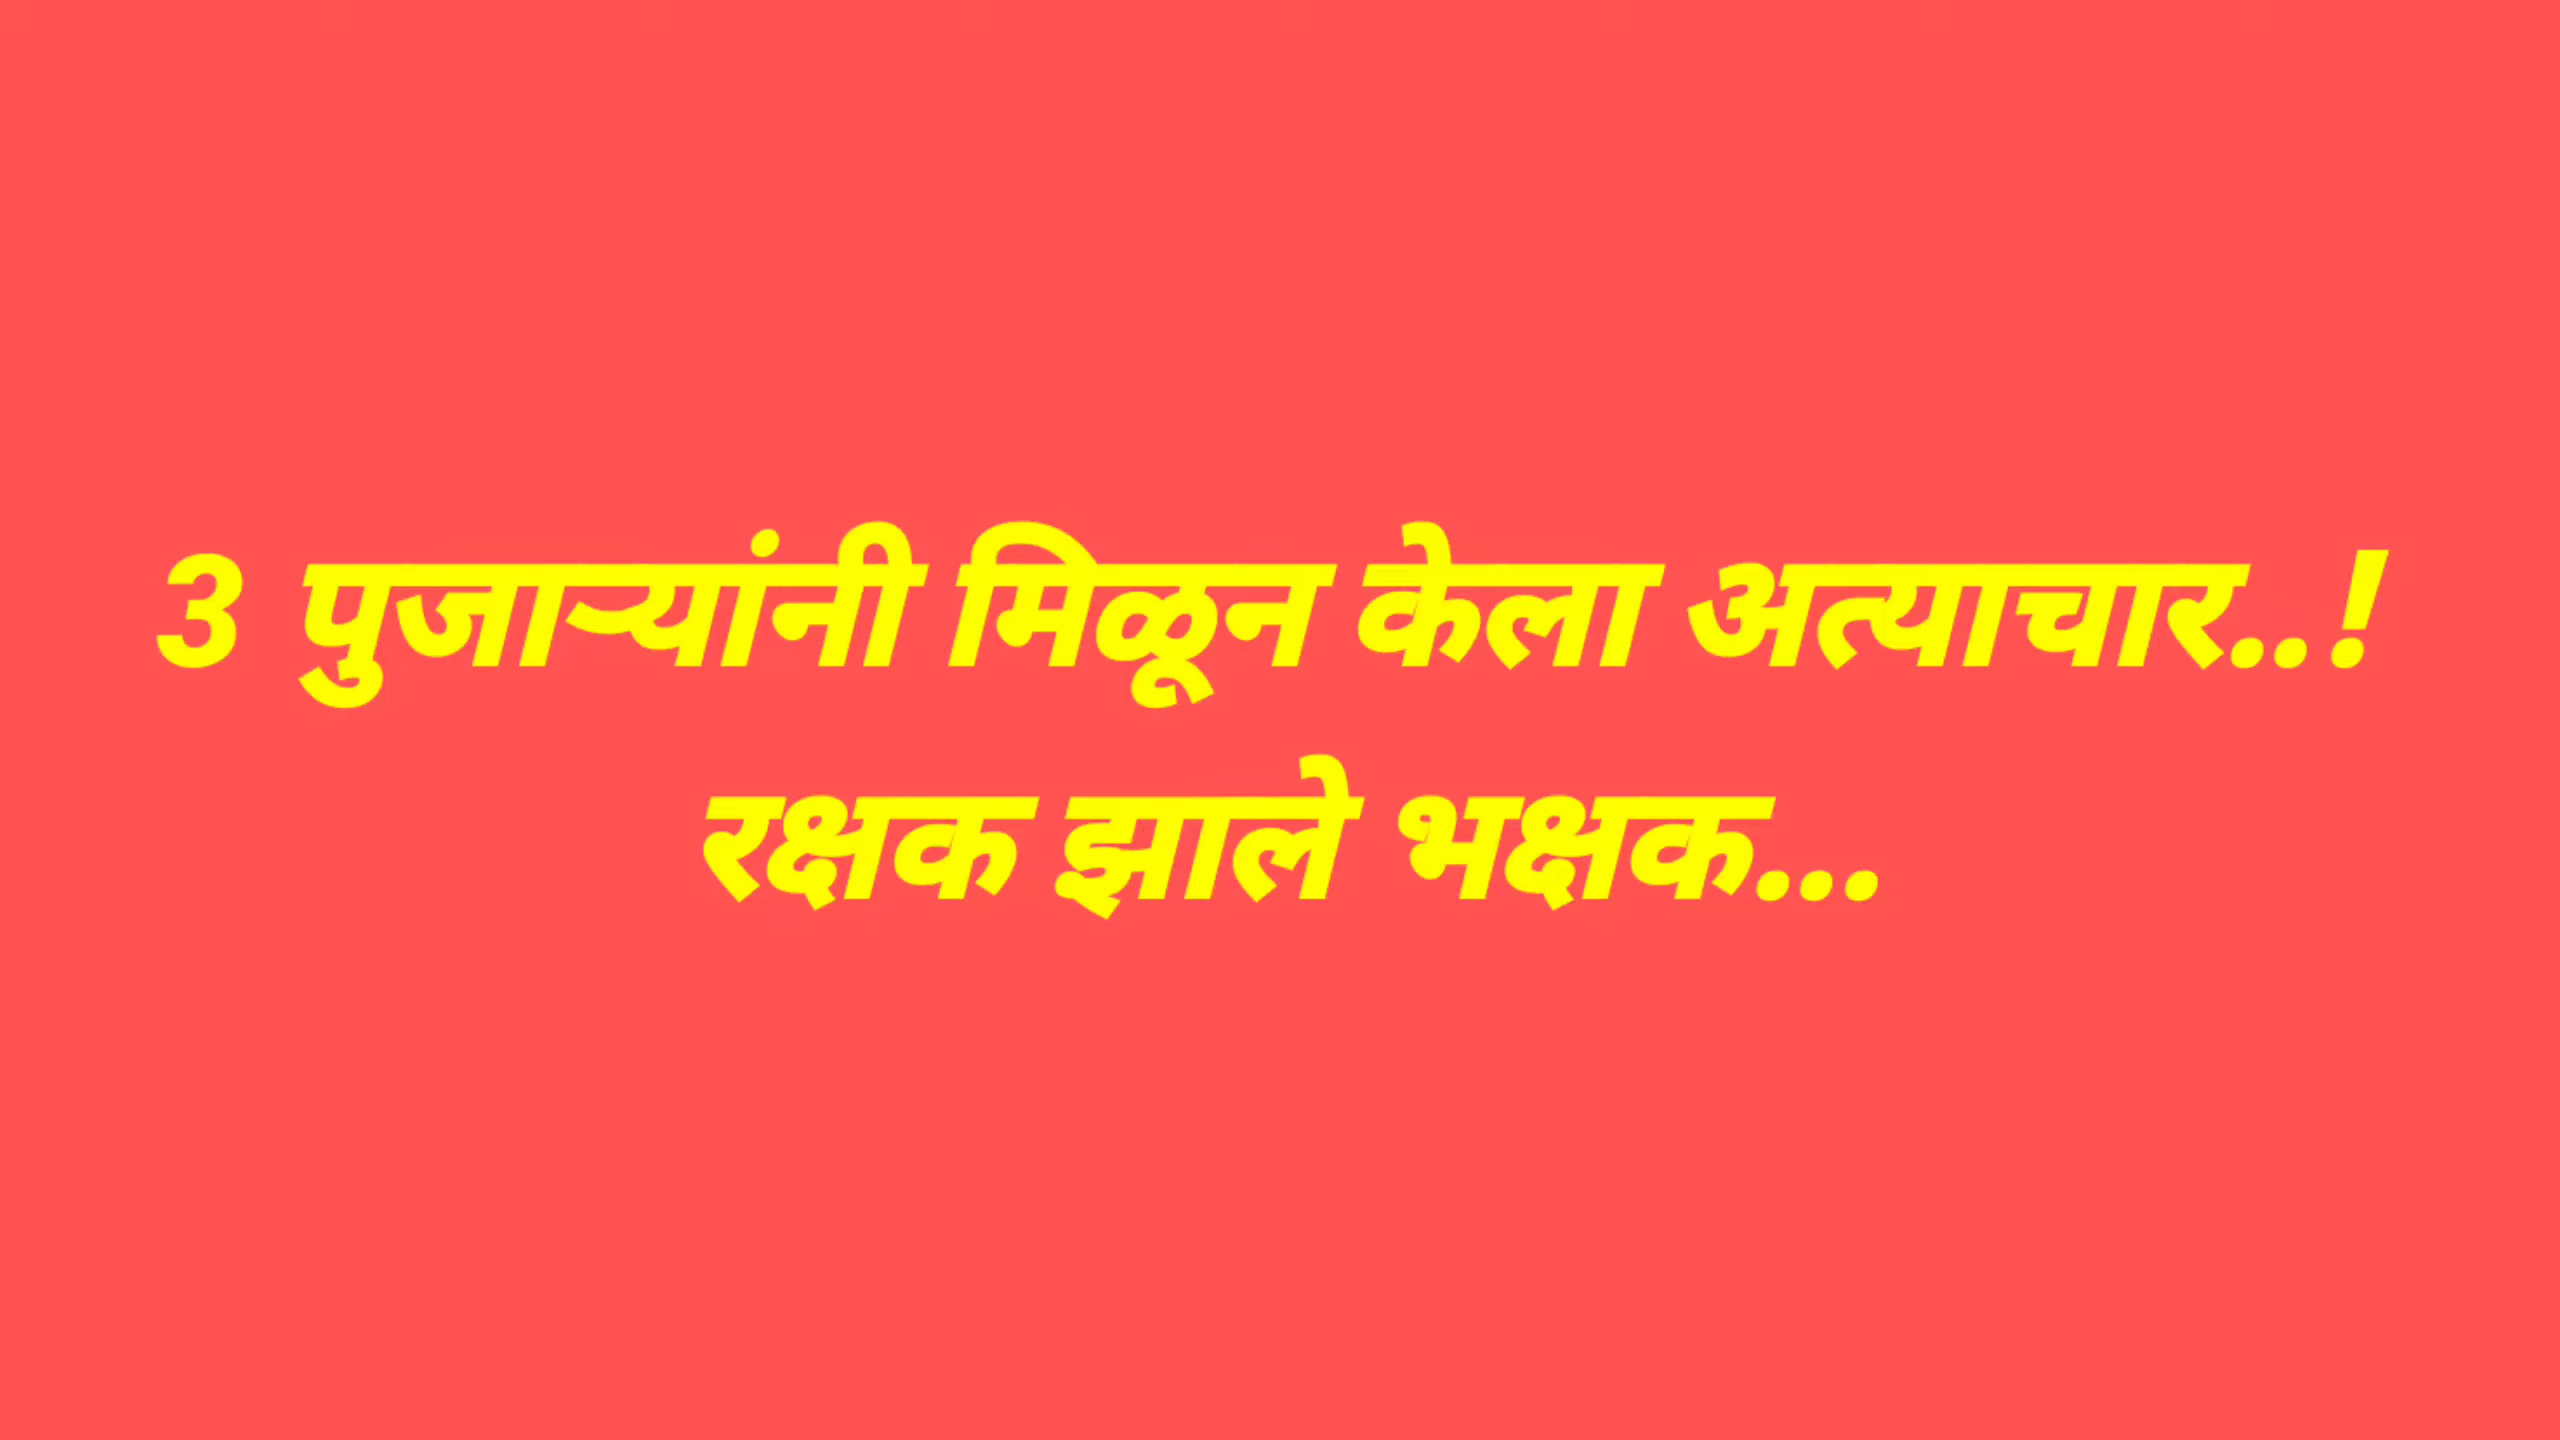 3 पुजाऱ्यांनी मिळून केला अत्याचार..!
रक्षक झाले भक्षक...